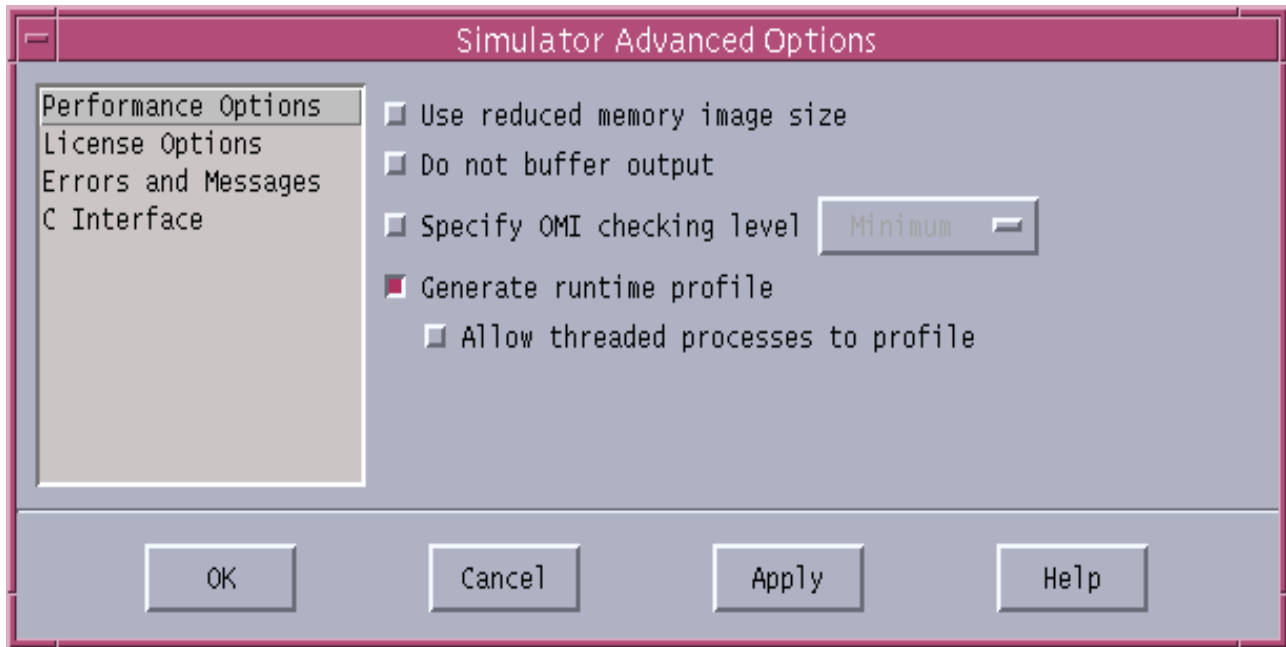 Simulator Advanced Options
Performance Options
License Options
Errors and Messages
C Interface
Use reduced memory image size
Do not buffer output
Specify OMI checking level Minimum
Generate runtime profile
Allow threaded processes to profile
OK Cancel Apply Help